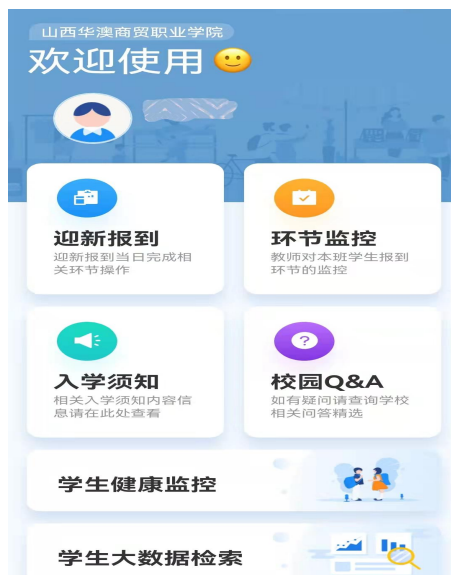 山西华澳商贸职业学院
欢迎使用
迎新报到
迎新报到当日完成相
关环节操作
环节监控
教师对本班学生报到
环节的监控
入学须知
相关入学须知内容信
息请在此处查看
校园Q&A
如有疑问请查询学校
相关问答精选
学生健康监控
学生大数据检索